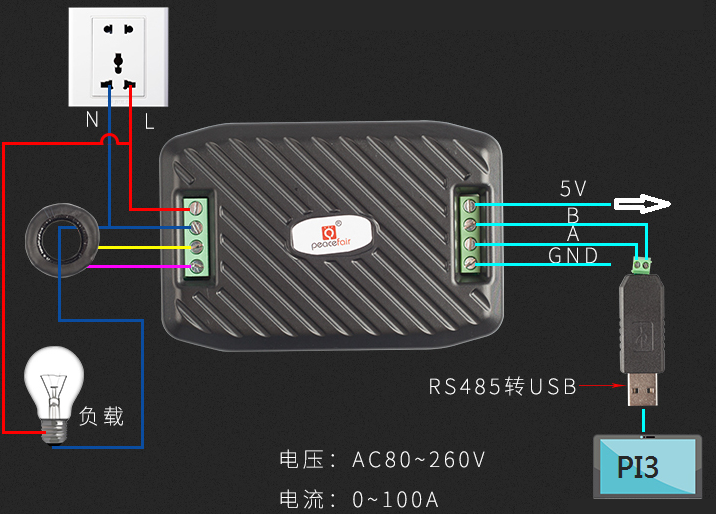 N
L
5V
B
A
GND
peacefair
®
RS485转USB
负载
PI3
电压：AC80~260V
电流：0~100A